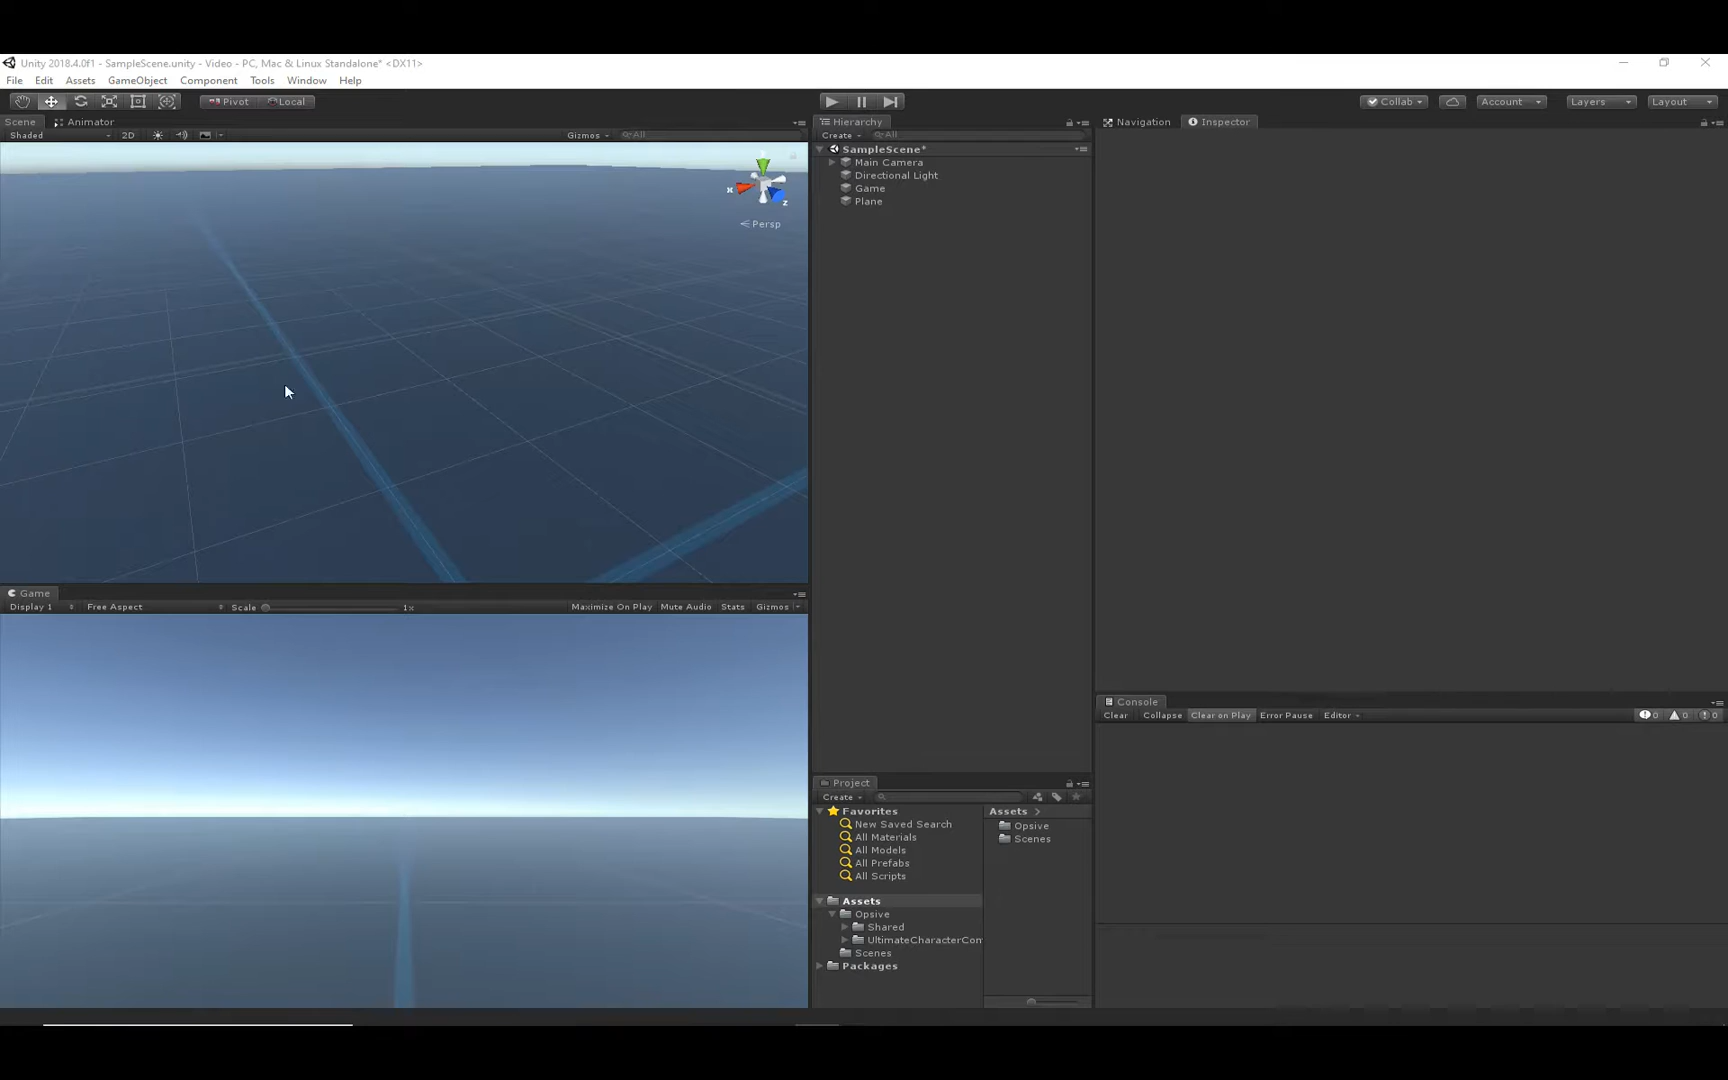 Unity 2018.4.0f1 - SampleScene.unity - Video - PC, Mac & Linux Standalone* <DX11>
File Edit Assets GameObject Component Tools Window Help
Pivot Local Collab Account Layers Layout
Scene Animator
Shaded 2D Gizmos All
x z
Persp
Game
Display 1 Free Aspect Scale 1x Maximize On Play Mute Audio Stats Gizmos
Hierarchy
Create All
SampleScene*
Main Camera
Directional Light
Game
Plane
Project
Create
Favorites
New Saved Search
All Materials
All Models
All Prefabs
All Scripts
Assets
Opsive
Shared
UltimateCharacterCon
Scenes
Packages
Assets
Opsive
Scenes
Navigation Inspector
Console
Clear Collapse Clear on Play Error Pause Editor 0 0 0